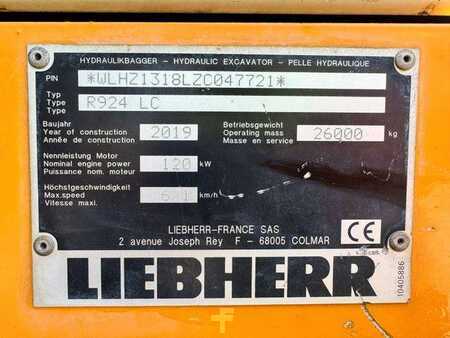 HYDRAULIKBAGGER - HYDRAULIC EXCAVATOR - PELLE HYDRAULIQUE
PIN *WLHZ1318LZC047721*
Typ
Type R924 LC
Type
Baujahr Betriebsgewicht
Year of construction 2019 Operating mass 26000 kg
Année de construction Masse en service
Nennleistung Motor
Nominal engine power 120 kW
Puissance nom. moteur
Höchstgeschwindigkeit
Max.speed km/h
Vitesse maxi.
LIEBHERR-FRANCE SAS
2 avenue Joseph Rey F - 68005 COLMAR
CE
LIEBHERR
10405886